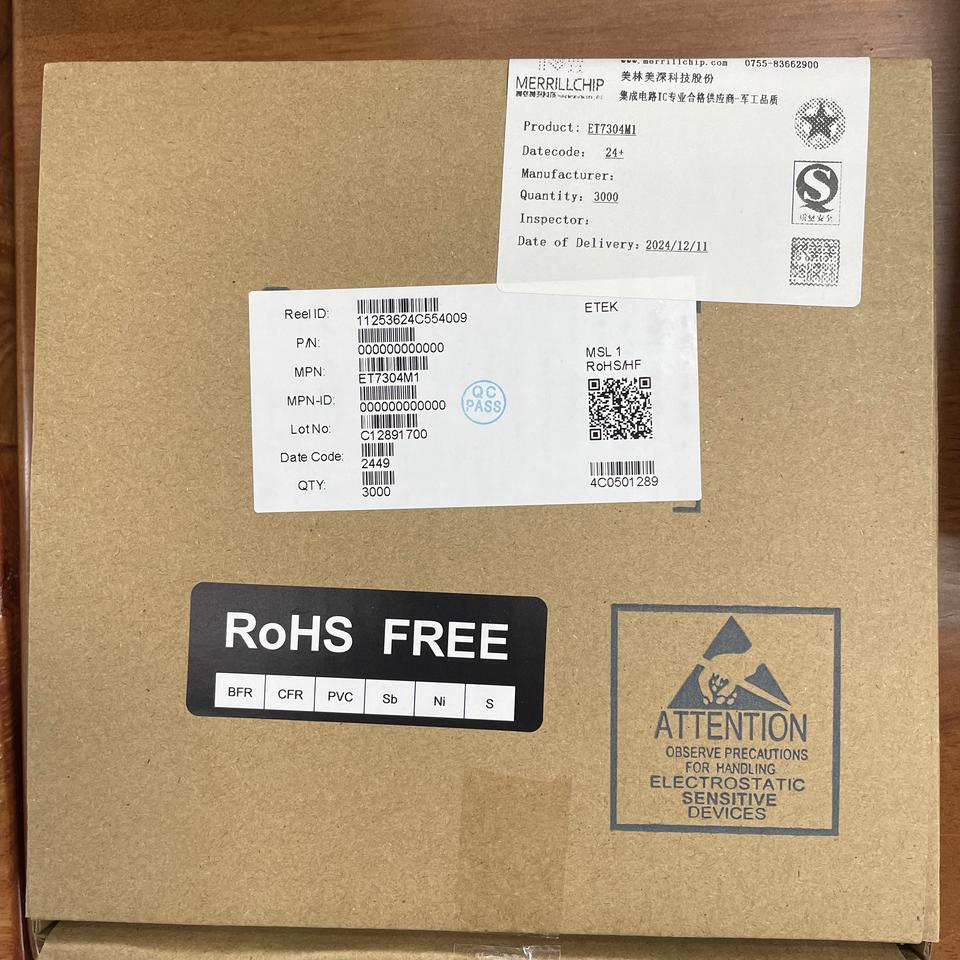 www.merrillchip.com 0755-83662900
MERRILLCHIP
美林美深科技股份
集成电路IC专业合格供应商-军工品质
Product: ET7304M1
Datecode: 24+
Manufacturer:
Quantity: 3000
Inspector:
Date of Delivery: 2024/12/11
S
质量安全
Reel ID: 11253624C554009
P/N: 000000000000
MPN: ET7304M1
MPN-ID: 000000000000
Lot No: C12891700
Date Code: 2449
QTY: 3000
QC
PASS
ETEK
MSL 1
RoHS/HF
4C0501289
RoHS FREE
BFR CFR PVC Sb Ni S
ATTENTION
OBSERVE PRECAUTIONS
FOR HANDLING
ELECTROSTATIC
SENSITIVE
DEVICES